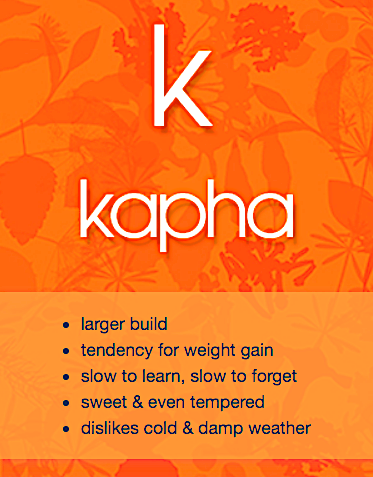 k
kapha
• larger build
• tendency for weight gain
• slow to learn, slow to forget
• sweet & even tempered
• dislikes cold & damp weather